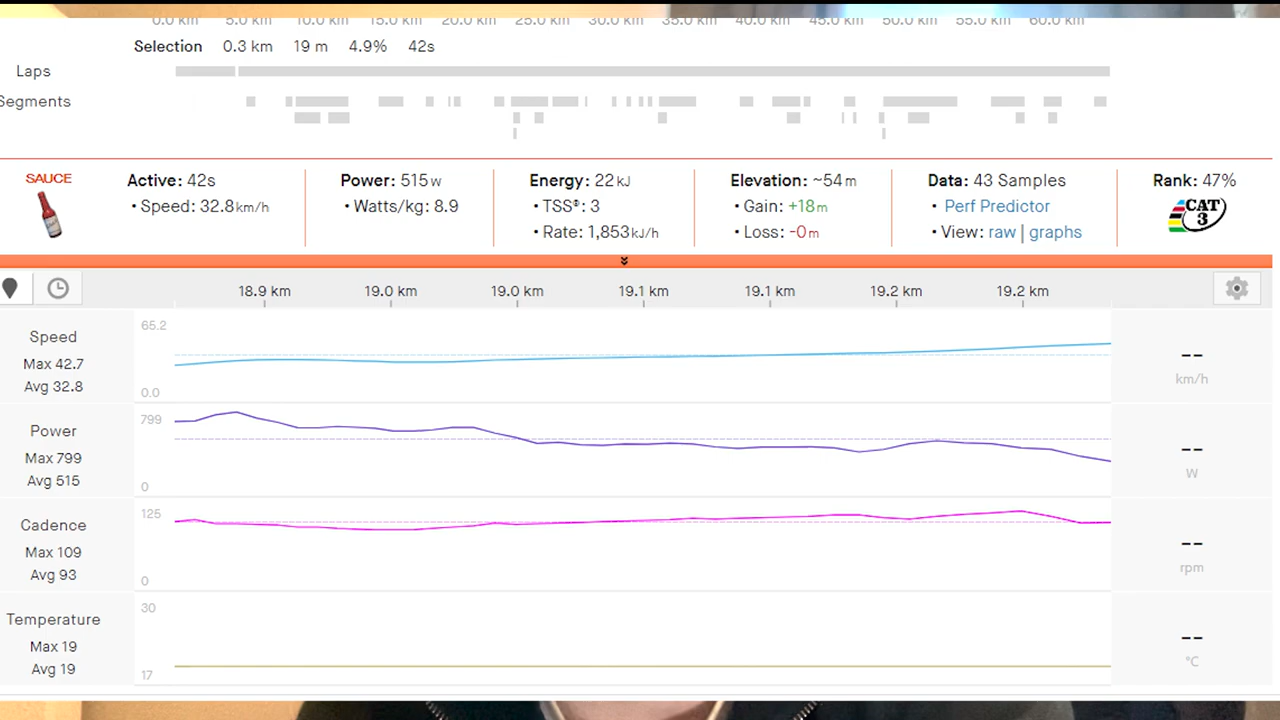 0.0 km 5.0 km 10.0 km 15.0 km 20.0 km 25.0 km 30.0 km 35.0 km 40.0 km 45.0 km 50.0 km 55.0 km 60.0 km
Selection 0.3 km 19 m 4.9% 42s
Laps
Segments
SAUCE
Active: 42s
• Speed: 32.8km/h
Power: 515w
• Watts/kg: 8.9
Energy: 22kJ
• TSS®: 3
• Rate: 1,853kJ/h
Elevation: ~54m
• Gain: +18m
• Loss: -0m
Data: 43 Samples
• Perf Predictor
• View: raw | graphs
Rank: 47%
CAT
3
18.9 km 19.0 km 19.0 km 19.1 km 19.1 km 19.2 km 19.2 km
Speed
Max 42.7
Avg 32.8
65.2
0.0
--
km/h
Power
Max 799
Avg 515
799
0
--
W
Cadence
Max 109
Avg 93
125
0
--
rpm
Temperature
Max 19
Avg 19
30
17
--
°C